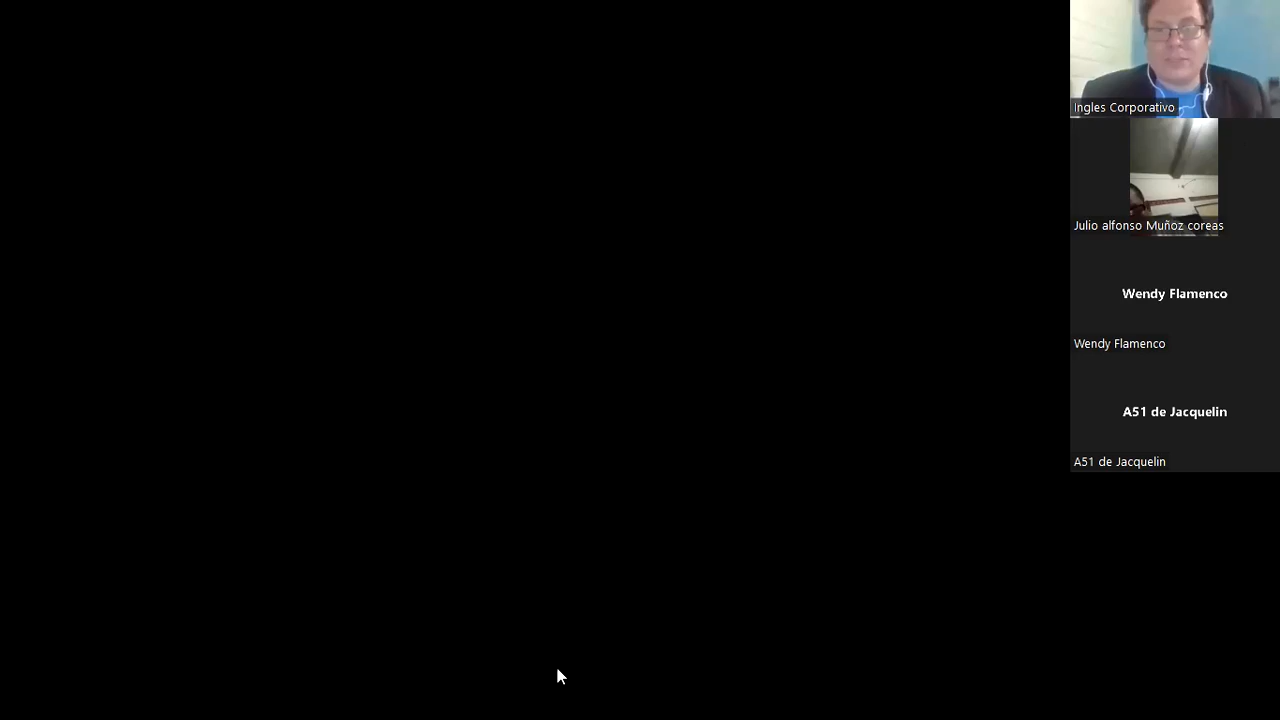 Ingles Corporativo
Julio alfonso Muñoz coreas
Wendy Flamenco
Wendy Flamenco
A51 de Jacquelin
A51 de Jacquelin